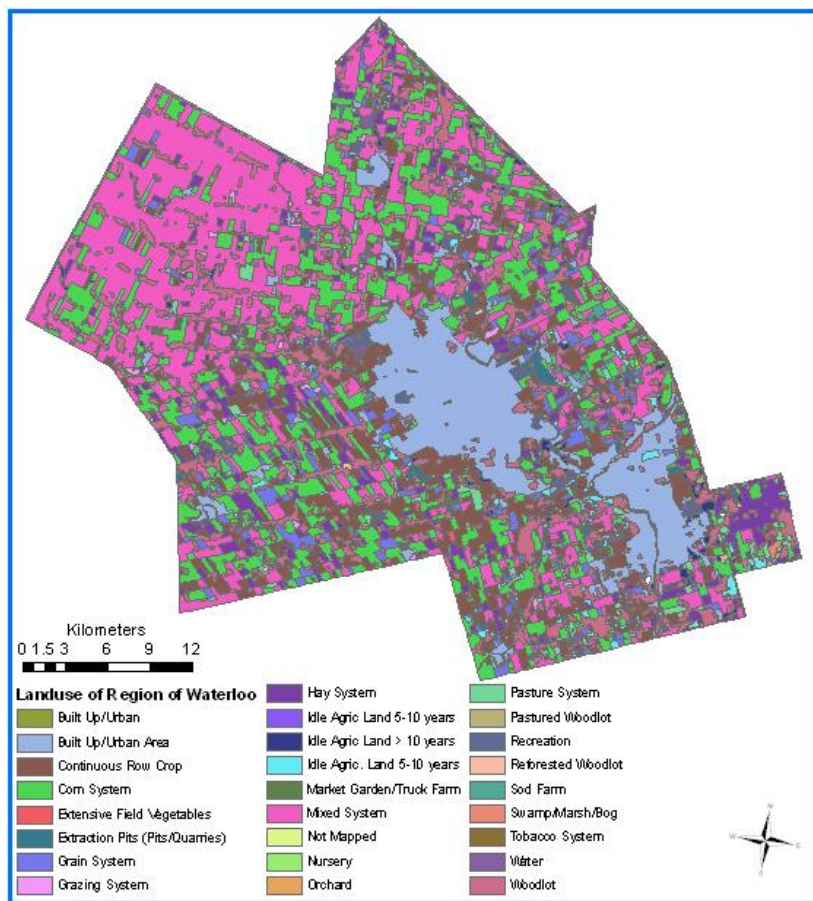 Kilometers
0 1.5 3 6 9 12
Landuse of Region of Waterloo
Built Up/Urban
Built Up/Urban Area
Continuous Row Crop
Corn System
Extensive Field Vegetables
Extraction Pits (Pits/Quarries)
Grain System
Grazing System
Hay System
Idle Agric Land 5-10 years
Idle Agric Land > 10 years
Idle Agric. Land 5-10 years
Market Garden/Truck Farm
Mixed System
Not Mapped
Nursery
Orchard
Pasture System
Pastured Woodlot
Recreation
Reforested Woodlot
Sod Farm
Swamp/Marsh/Bog
Tobacco System
Water
Woodlot
N
W
E
S